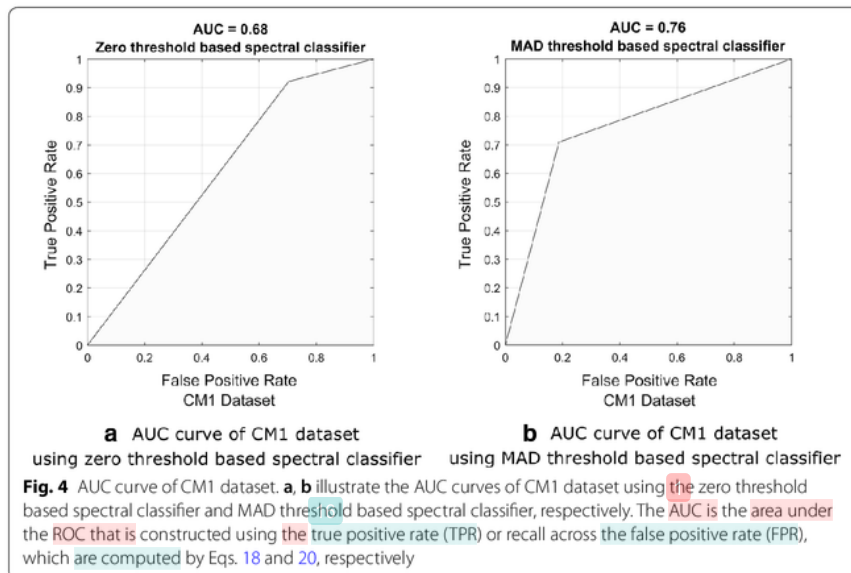 AUC = 0.68
Zero threshold based spectral classifier
1
0.9
0.8
0.7
0.6
0.5
0.4
0.3
0.2
0.1
0
True Positive Rate
0 0.2 0.4 0.6 0.8 1
False Positive Rate
CM1 Dataset
a AUC curve of CM1 dataset
using zero threshold based spectral classifier
AUC = 0.76
MAD threshold based spectral classifier
1
0.9
0.8
0.7
0.6
0.5
0.4
0.3
0.2
0.1
0
True Positive Rate
0 0.2 0.4 0.6 0.8 1
False Positive Rate
CM1 Dataset
b AUC curve of CM1 dataset
using MAD threshold based spectral classifier
Fig. 4 AUC curve of CM1 dataset. a, b illustrate the AUC curves of CM1 dataset using the zero threshold
based spectral classifier and MAD threshold based spectral classifier, respectively. The AUC is the area under
the ROC that is constructed using the true positive rate (TPR) or recall across the false positive rate (FPR),
which are computed by Eqs. 18 and 20, respectively